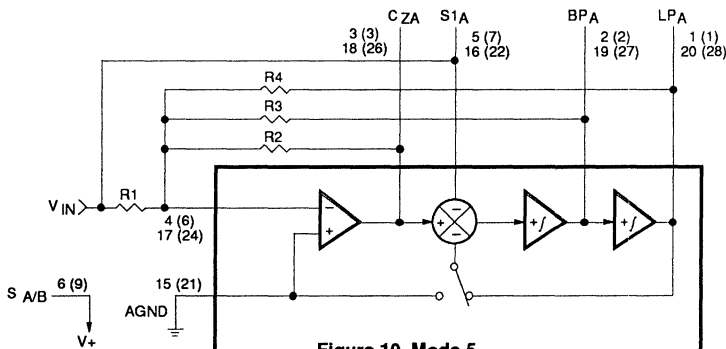 C ZA S1A BPA LPA
3 (3) 5 (7) 2 (2) 1 (1)
18 (26) 16 (22) 19 (27) 20 (28)
R4
R3
R2
R1
VIN
4 (6)
17 (24)
− + + − − +∫ +∫
S A/B 6 (9) 15 (21)
AGND
V+
Figure 10. Mode 5